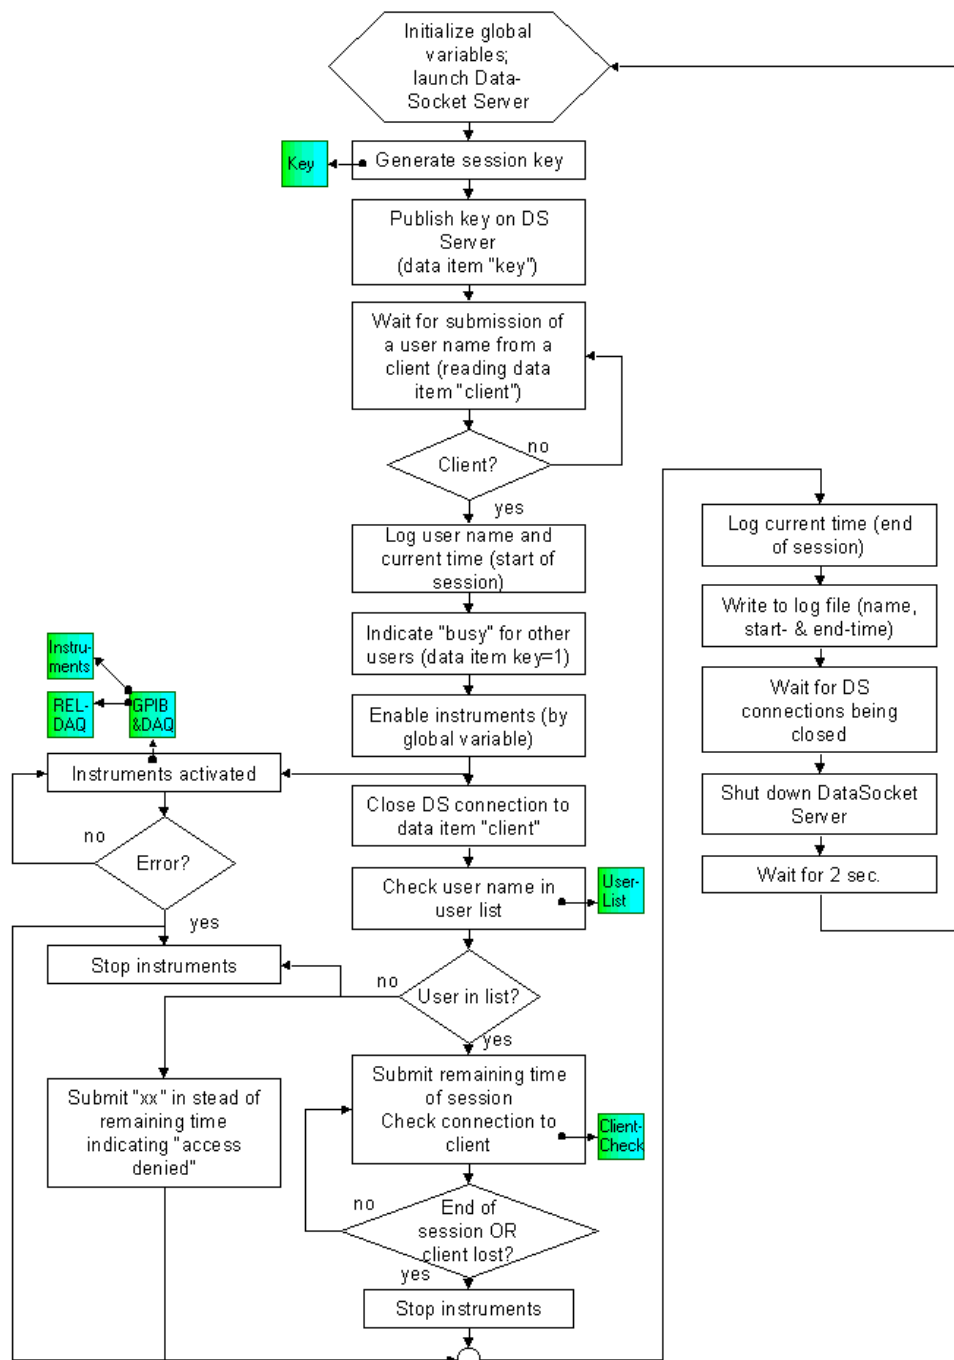 Initialize global
variables;
launch Data-
Socket Server
Key
Generate session key
Publish key on DS
Server
(data item "key")
Wait for submission of
a user name from a
client (reading data
item "client")
no
Client?
yes
Log user name and
current time (start of
session)
Indicate "busy" for other
users (data item key=1)
Instru-
ments
REL-
DAQ
GPIB
&DAQ
Enable instruments (by
global variable)
Instruments activated
Close DS connection to
data item "client"
no
Error?
yes
Check user name in
user list
User-
List
Stop instruments
no
User in list?
yes
Submit "xx" in stead of
remaining time
indicating "access
denied"
Submit remaining time
of session
Check connection to
client
Client-
Check
no
End of
session OR
client lost?
yes
Stop instruments
Log current time (end
of session)
Write to log file (name,
start- & end-time)
Wait for DS
connections being
closed
Shut down DataSocket
Server
Wait for 2 sec.